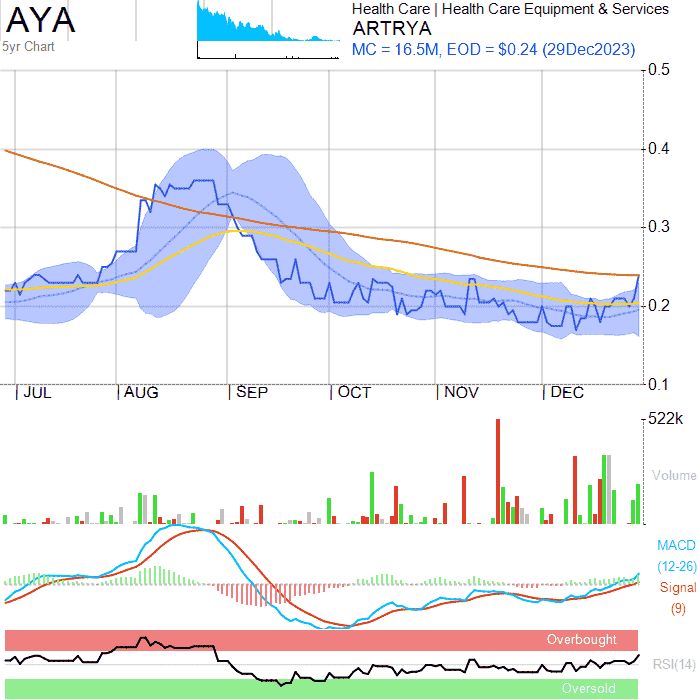 AYA
5yr Chart
Health Care | Health Care Equipment & Services
ARTRYA
MC = 16.5M, EOD = $0.24 (29Dec2023)
0.5
0.4
0.3
0.2
0.1
JUL AUG SEP OCT NOV DEC
522k
Volume
MACD
(12-26)
Signal
(9)
Overbought
RSI(14)
Oversold